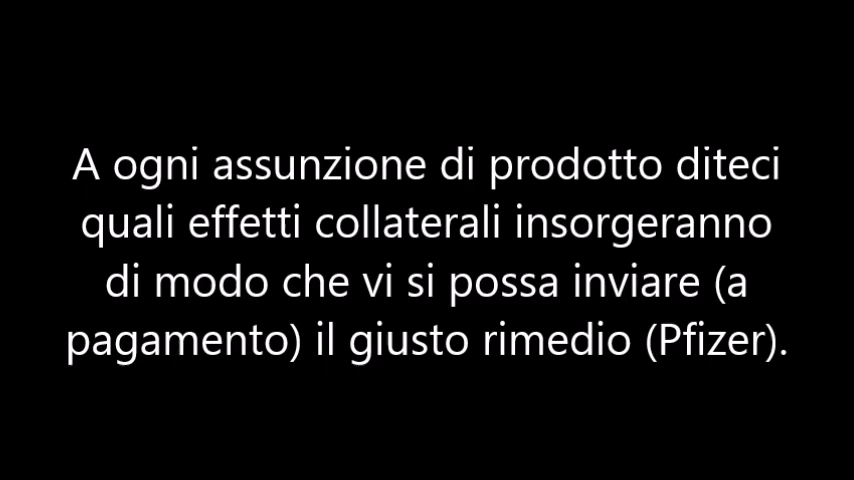 A ogni assunzione di prodotto diteci
quali effetti collaterali insorgeranno
di modo che vi si possa inviare (a
pagamento) il giusto rimedio (Pfizer).